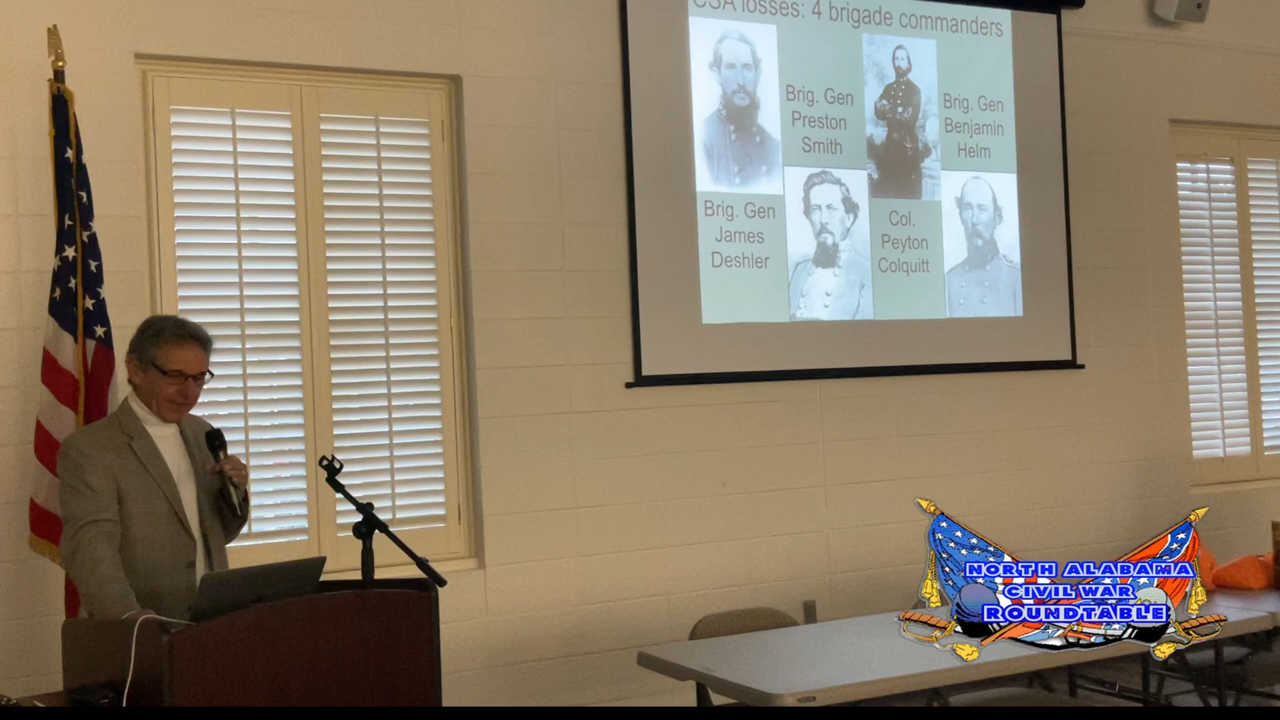 CSA losses: 4 brigade commanders
Brig. Gen
Preston
Smith
Brig. Gen
Benjamin
Helm
Brig. Gen
James
Deshler
Col.
Peyton
Colquitt
NORTH ALABAMA
CIVIL WAR
ROUNDTABLE